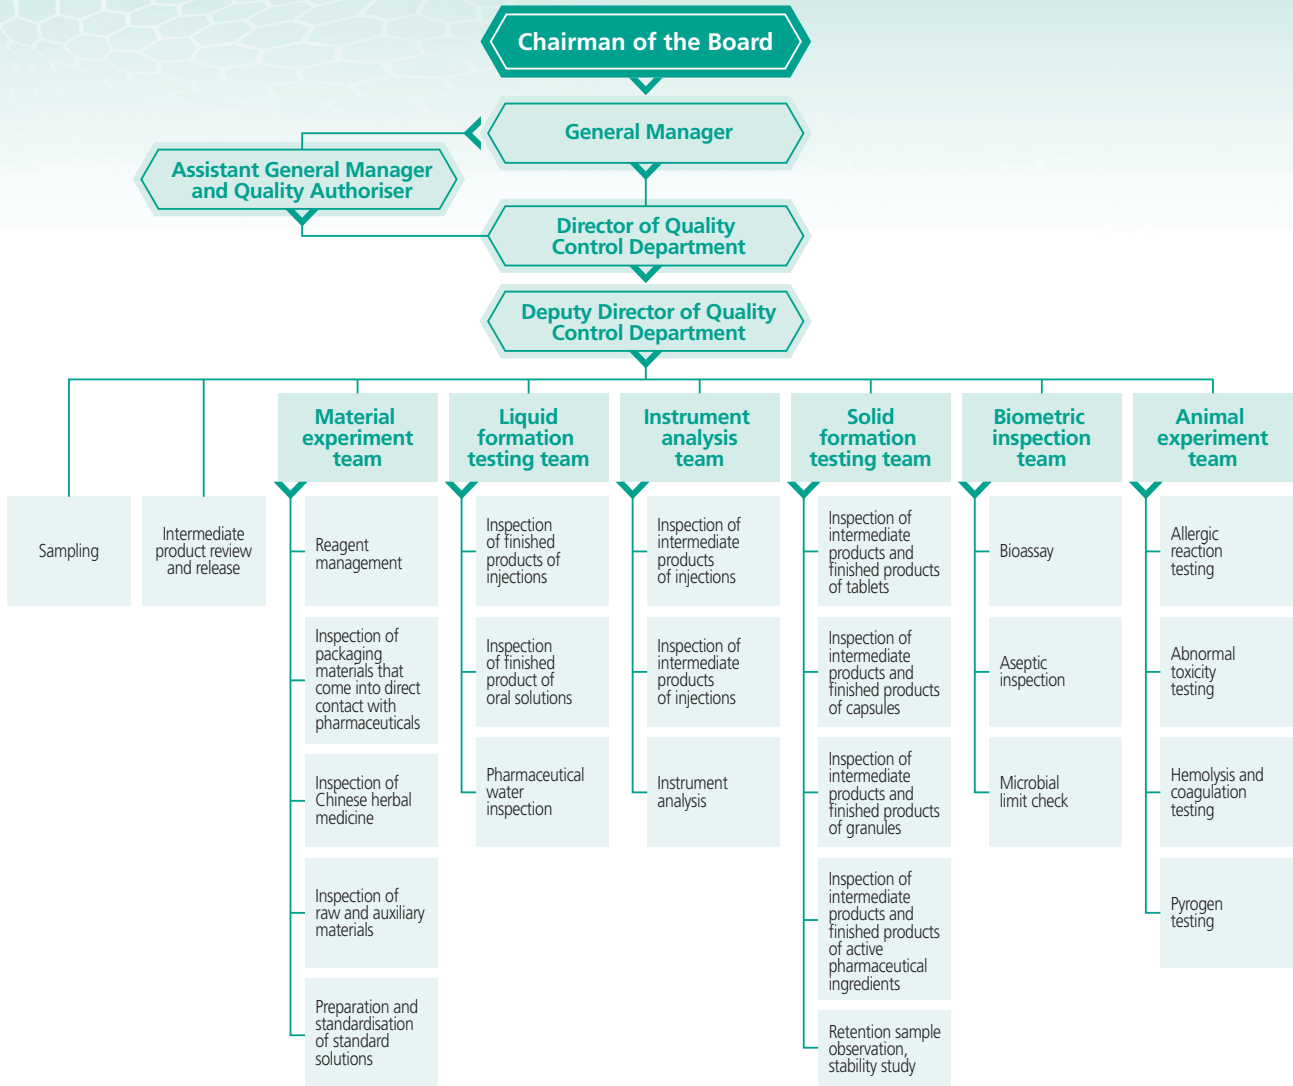 Chairman of the Board
General Manager
Assistant General Manager
and Quality Authoriser
Director of Quality
Control Department
Deputy Director of Quality
Control Department
Sampling
Intermediate
product review
and release
Material
experiment
team
Reagent
management
Inspection of
packaging
materials that
come into direct
contact with
pharmaceuticals
Inspection of
Chinese herbal
medicine
Inspection of
raw and auxiliary
materials
Preparation and
standardisation
of standard
solutions
Liquid
formation
testing team
Inspection
of finished
products of
injections
Inspection
of finished
product of
oral solutions
Pharmaceutical
water
inspection
Instrument
analysis
team
Inspection of
intermediate
products
of injections
Inspection of
intermediate
products
of injections
Instrument
analysis
Solid
formation
testing team
Inspection of
intermediate
products and
finished products
of tablets
Inspection of
intermediate
products and
finished products
of capsules
Inspection of
intermediate
products and
finished products
of granules
Inspection of
intermediate
products and
finished products
of active
pharmaceutical
ingredients
Retention sample
observation,
stability study
Biometric
inspection
team
Bioassay
Aseptic
inspection
Microbial
limit check
Animal
experiment
team
Allergic
reaction
testing
Abnormal
toxicity
testing
Hemolysis and
coagulation
testing
Pyrogen
testing